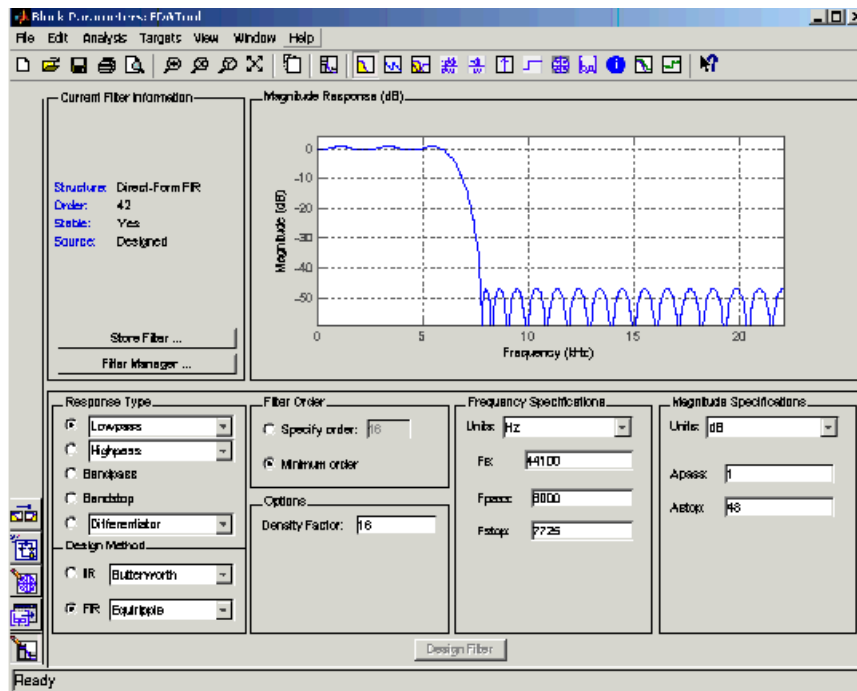 Block Parameters: FDATool
File Edit Analysis Targets View Window Help
Current Filter Information
Structure: Direct-Form FIR
Order: 42
Stable: Yes
Source: Designed
Store Filter ...
Filter Manager ...
Magnitude Response (dB)
Magnitude (dB)
0
-10
-20
-30
-40
-50
0 5 10 15 20
Frequency (kHz)
Response Type
Lowpass
Highpass
Bandpass
Bandstop
Differentiator
Design Method
IIR Butterworth
FIR Equiripple
Filter Order
Specify order: 16
Minimum order
Options
Density Factor: 16
Frequency Specifications
Units: Hz
Fs: 44100
Fpass:
Fstop: 7725
Magnitude Specifications
Units: dB
Apass: 1
Astop:
Design Filter
Ready